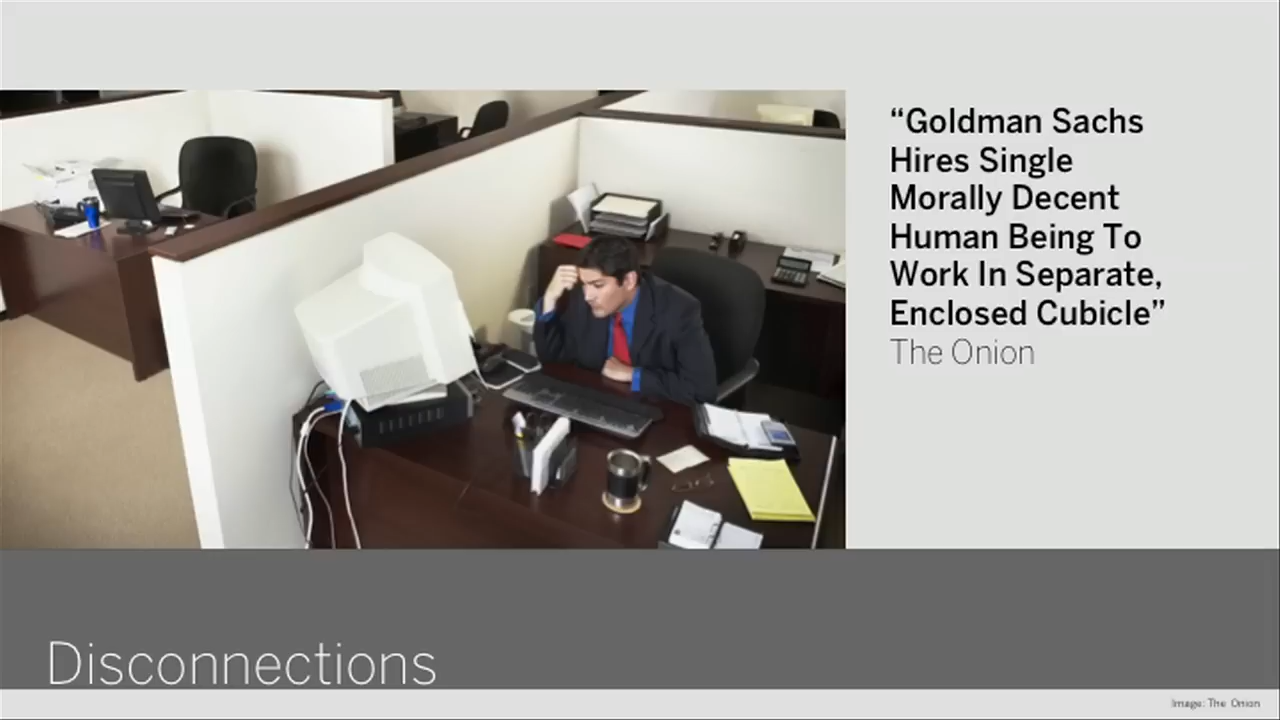 “Goldman Sachs
Hires Single
Morally Decent
Human Being To
Work In Separate,
Enclosed Cubicle”
The Onion
Disconnections
Image: The Onion